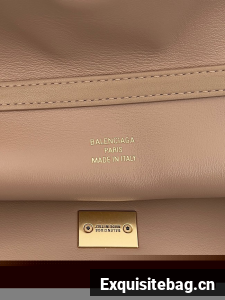 BALENCIAGA
PARIS
MADE IN ITALY
Exquisitebag.cn